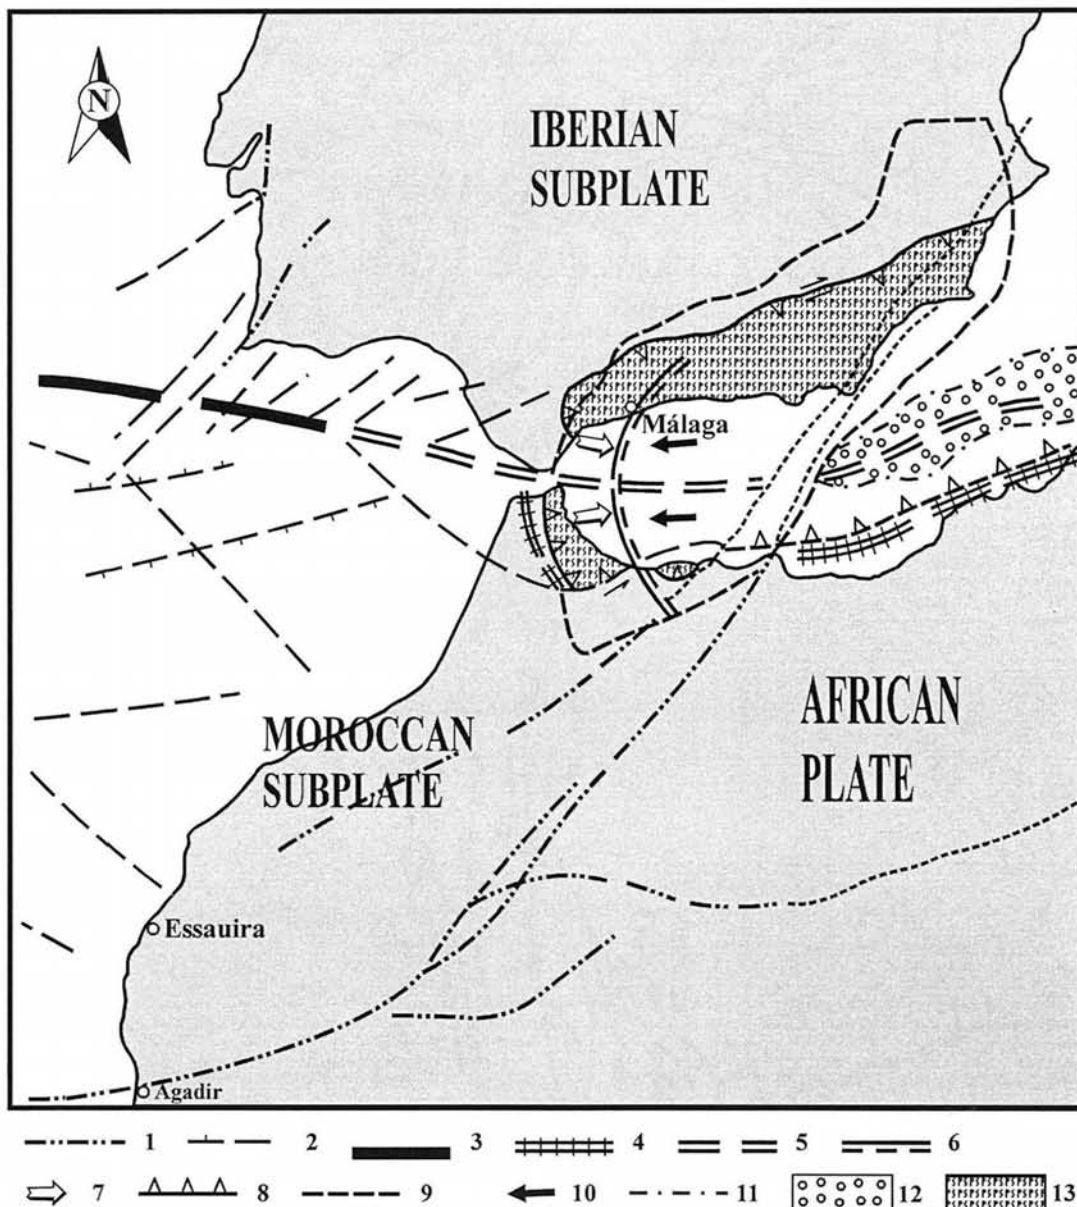 N
IBERIAN
SUBPLATE
Málaga
MOROCCAN
SUBPLATE
AFRICAN
PLATE
Essauira
Agadir
1 2 3 4 5 6
7 8 9 10 11 12 13